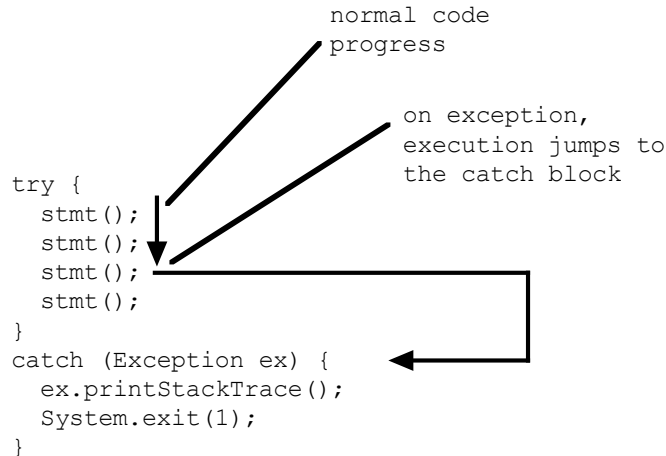 normal code
progress
on exception,
execution jumps to
the catch block
try {
  stmt();
  stmt();
  stmt();
  stmt();
}
catch (Exception ex) {
  ex.printStackTrace();
  System.exit(1);
}